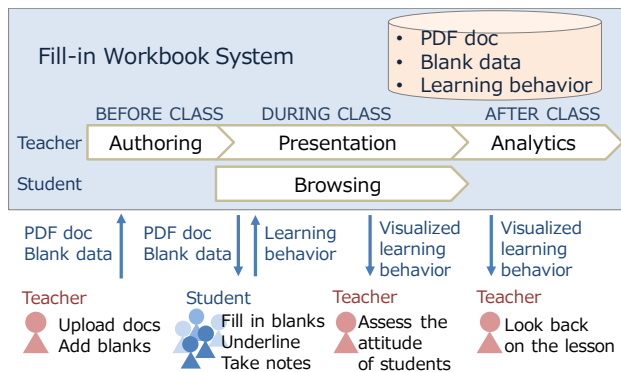 Fill-in Workbook System
• PDF doc
• Blank data
• Learning behavior
BEFORE CLASS
DURING CLASS
AFTER CLASS
Teacher
Authoring
Presentation
Analytics
Student
Browsing
PDF doc
Blank data
PDF doc
Blank data
Learning
behavior
Visualized
learning
behavior
Visualized
learning
behavior
Teacher
Upload docs
Add blanks
Student
Fill in blanks
Underline
Take notes
Teacher
Assess the
attitude
of students
Teacher
Look back
on the lesson